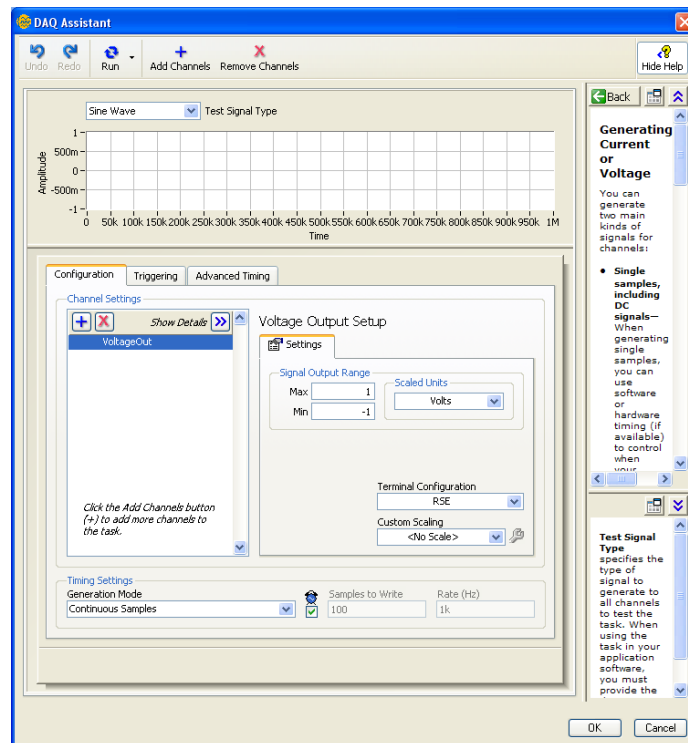 DAQ Assistant
Undo Redo Run Add Channels Remove Channels Hide Help
Sine Wave Test Signal Type
Amplitude
1
500m
0
-500m
-1
0 50k 100k 150k 200k 250k 300k 350k 400k 450k 500k 550k 600k 650k 700k 750k 800k 850k 900k 950k 1M
Time
Configuration Triggering Advanced Timing
Channel Settings
Show Details
VoltageOut
Click the Add Channels button
(+) to add more channels to
the task.
Voltage Output Setup
Settings
Signal Output Range
Max 1
Min -1
Scaled Units
Volts
Terminal Configuration
RSE
Custom Scaling
<No Scale>
Timing Settings
Generation Mode
Continuous Samples
Samples to Write
100
Rate (Hz)
1k
Back
Generating
Current
or
Voltage
You can
generate
two main
kinds of
signals for
channels:
• Single
samples,
including
DC
signals—
When
generating
single
samples,
you can
use
software
or
hardware
timing (if
available)
to control
when
your
Test Signal
Type
specifies the
type of
signal to
generate to
all channels
to test the
task. When
using the
task in your
application
software,
you must
provide the
OK Cancel